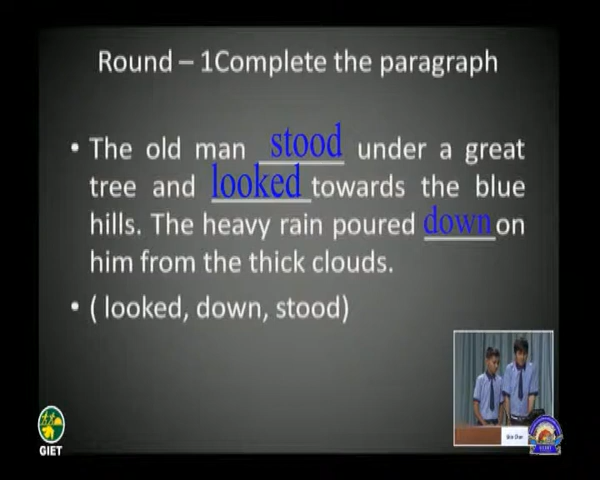 Round – 1Complete the paragraph
• The old man stood under a great
tree and looked towards the blue
hills. The heavy rain poured down on
him from the thick clouds.
• ( looked, down, stood)
GIET